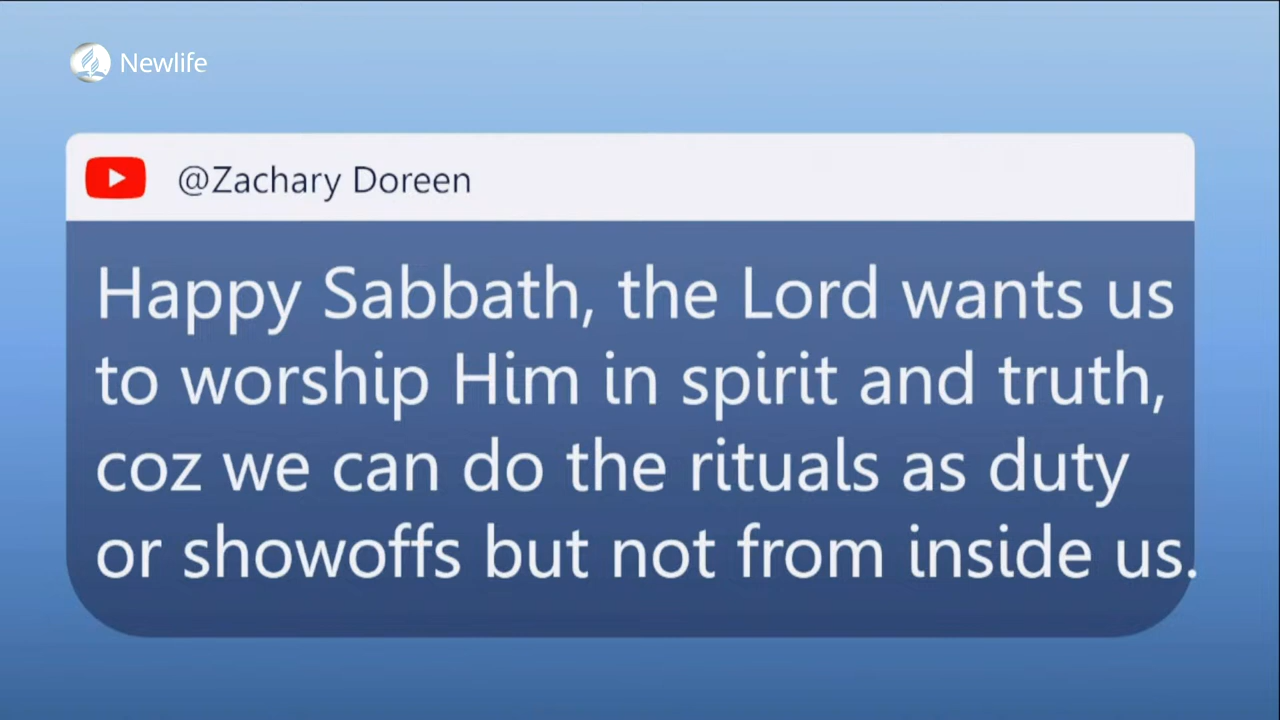 Newlife
@Zachary Doreen
Happy Sabbath, the Lord wants us
to worship Him in spirit and truth,
coz we can do the rituals as duty
or showoffs but not from inside us.